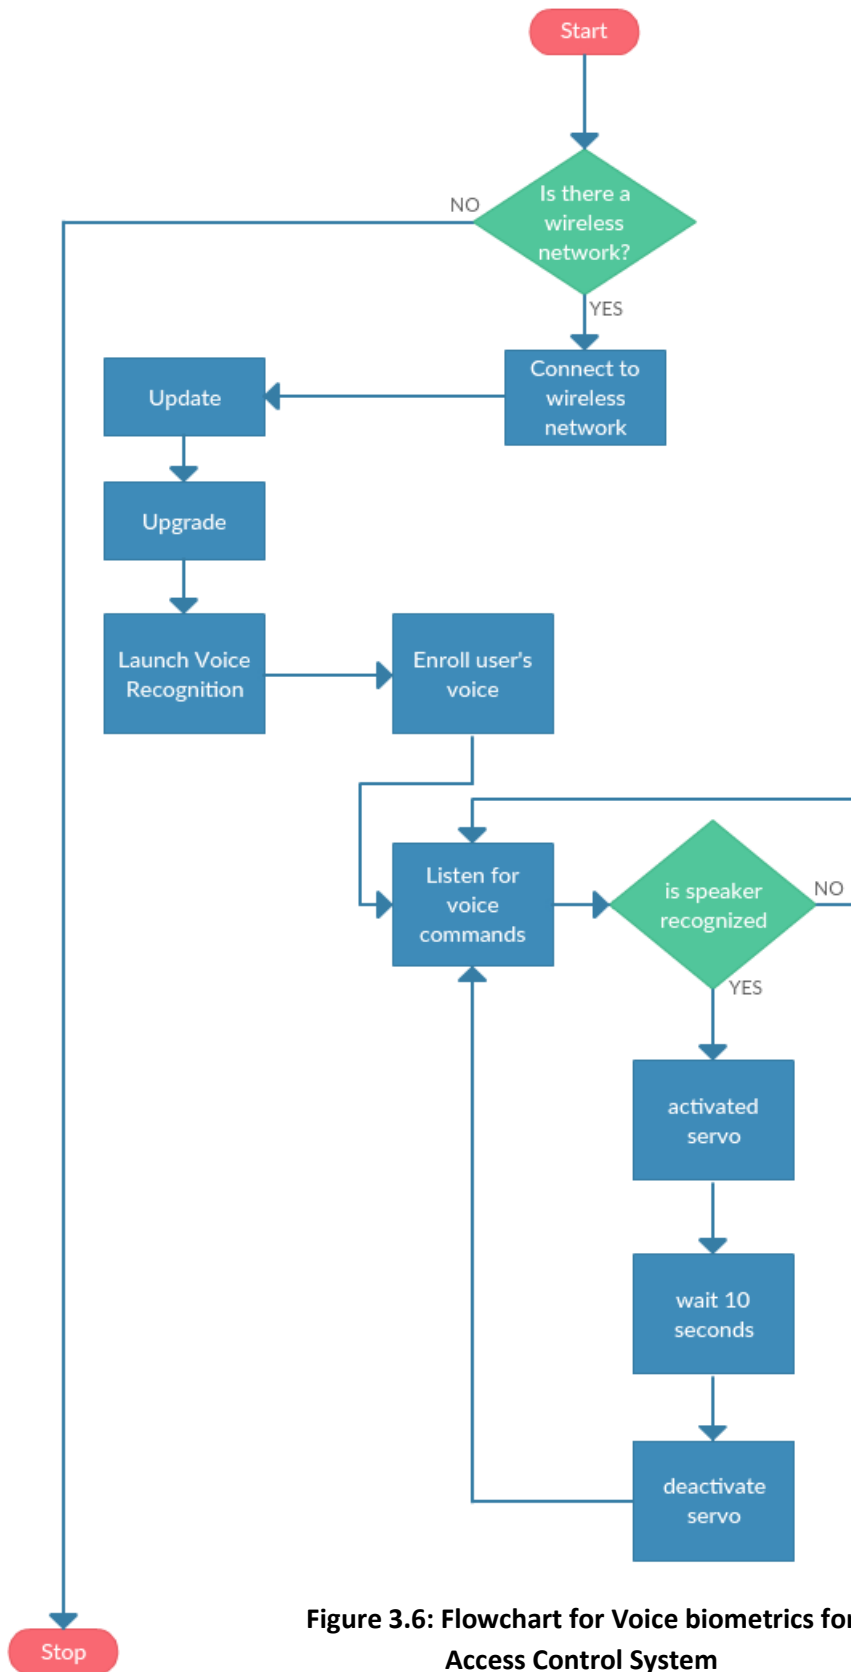 Start
Is there a
wireless
network?
NO
YES
Connect to
wireless
network
Update
Upgrade
Launch Voice
Recognition
Enroll user's
voice
Listen for
voice
commands
is speaker
recognized
NO
YES
activated
servo
wait 10
seconds
deactivate
servo
Figure 3.6: Flowchart for Voice biometrics for
Access Control System
Stop